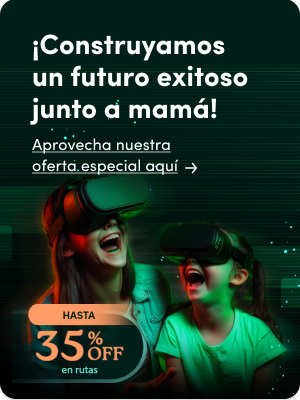 ¡Construyamos
un futuro exitoso
junto a mamá!
Aprovecha nuestra
oferta especial aquí →
HASTA
35% OFF
en rutas